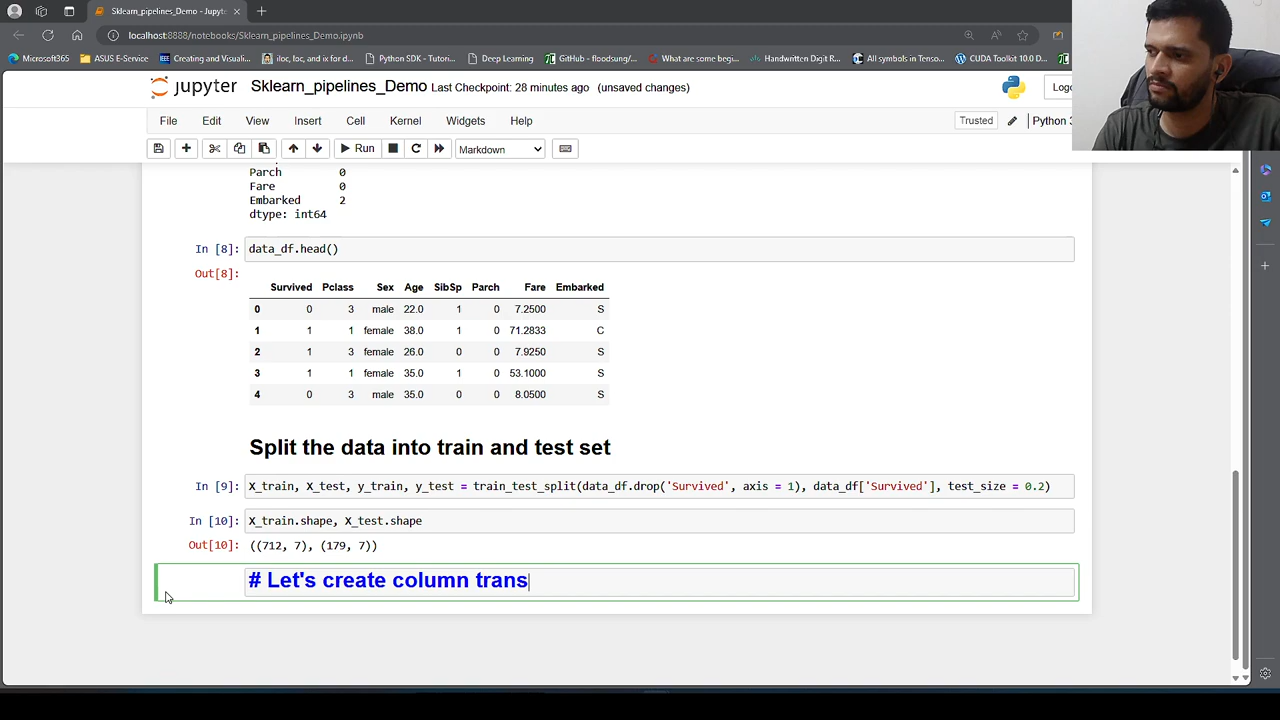 Sklearn_pipelines_Demo - Jupyte
localhost:8888/notebooks/Sklearn_pipelines_Demo.ipynb
Microsoft365 ASUS E-Service Creating and Visuali... iloc, loc, and ix for d... Python SDK - Tutori... Deep Learning GitHub - floodsung/... What are some begi... Handwritten Digit R... All symbols in Tenso... CUDA Toolkit 10.0 D...
jupyter Sklearn_pipelines_Demo Last Checkpoint: 28 minutes ago (unsaved changes)
File Edit View Insert Cell Kernel Widgets Help Trusted Python 3
Run Markdown
Parch 0
Fare 0
Embarked 2
dtype: int64
In [8]: data_df.head()
Out[8]:
Survived Pclass Sex Age SibSp Parch Fare Embarked
0 0 3 male 22.0 1 0 7.2500 S
1 1 1 female 38.0 1 0 71.2833 C
2 1 3 female 26.0 0 0 7.9250 S
3 1 1 female 35.0 1 0 53.1000 S
4 0 3 male 35.0 0 0 8.0500 S
Split the data into train and test set
In [9]: X_train, X_test, y_train, y_test = train_test_split(data_df.drop('Survived', axis = 1), data_df['Survived'], test_size = 0.2)
In [10]: X_train.shape, X_test.shape
Out[10]: ((712, 7), (179, 7))
# Let's create column trans